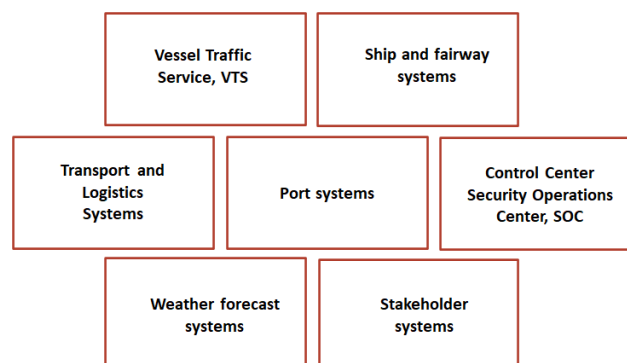 Vessel Traffic
Service, VTS
Ship and fairway
systems
Transport and
Logistics
Systems
Port systems
Control Center
Security Operations
Center, SOC
Weather forecast
systems
Stakeholder
systems